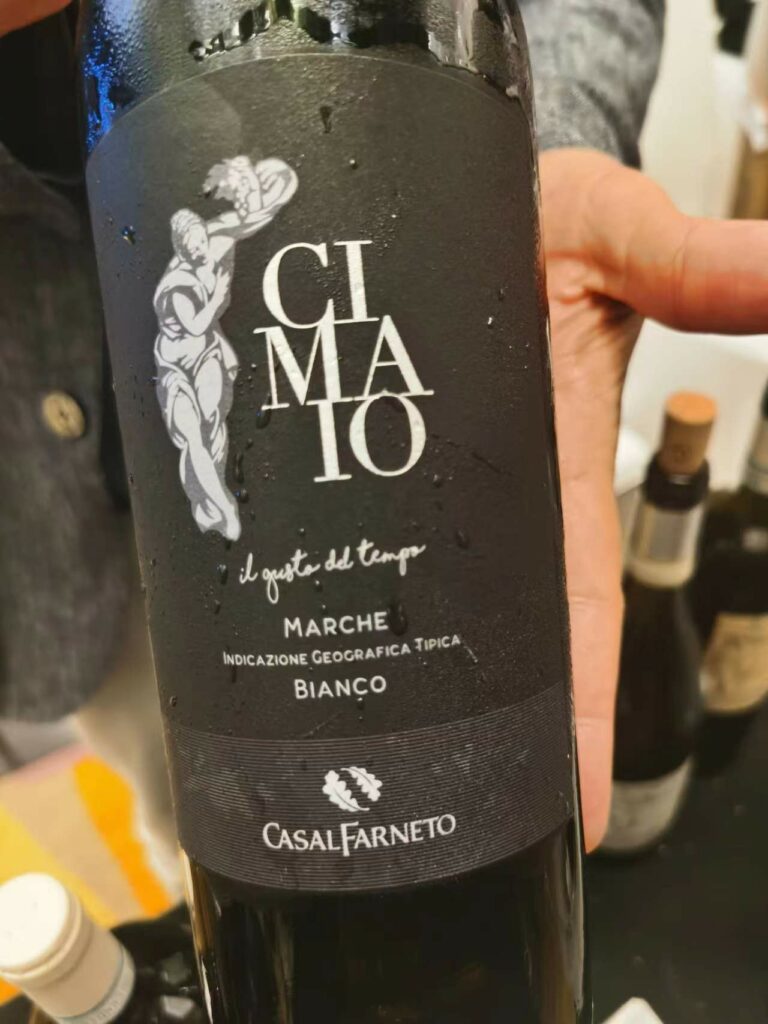 CI
MA
IO
il gusto del tempo
MARCHE
INDICAZIONE GEOGRAFICA TIPICA
BIANCO
CASALFARNETO